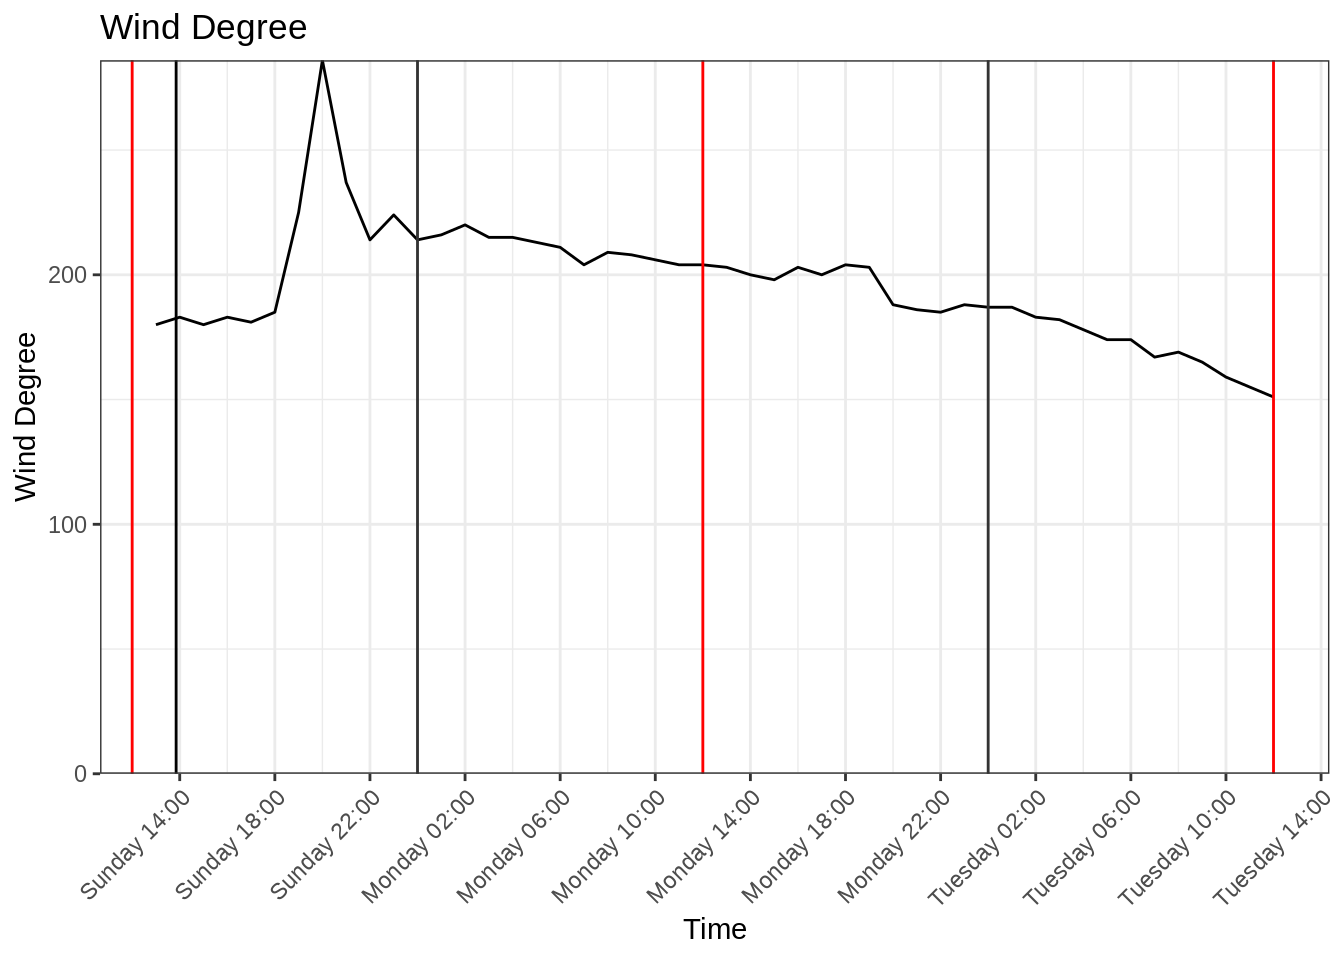 Wind Degree
Wind Degree
200
100
0
Sunday 14:00
Sunday 18:00
Sunday 22:00
Monday 02:00
Monday 06:00
Monday 10:00
Monday 14:00
Monday 18:00
Monday 22:00
Tuesday 02:00
Tuesday 06:00
Tuesday 10:00
Tuesday 14:00
Time